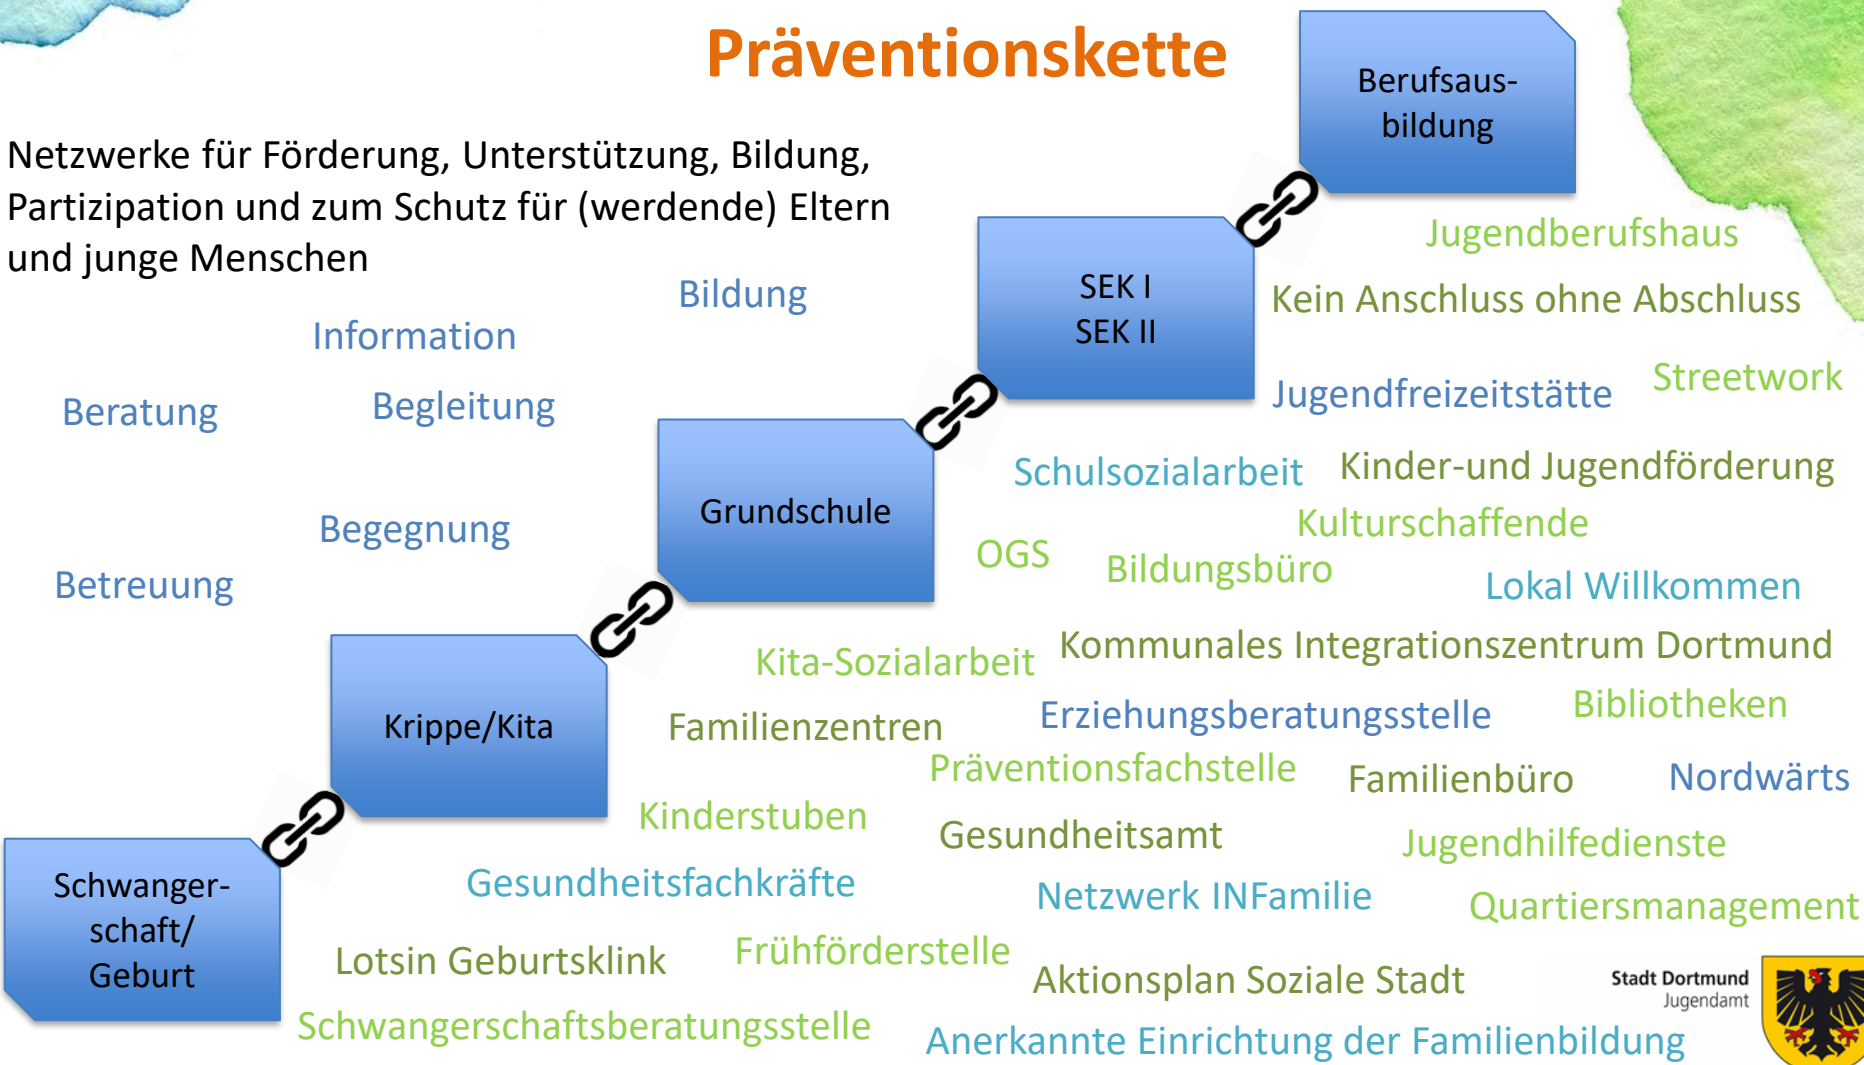 Präventionskette
Berufsaus-
bildung
Netzwerke für Förderung, Unterstützung, Bildung,
Partizipation und zum Schutz für (werdende) Eltern
und junge Menschen
Jugendberufshaus
Bildung
SEK I
SEK II
Kein Anschluss ohne Abschluss
Information
Beratung
Begleitung
Jugendfreizeitstätte
Streetwork
Schulsozialarbeit
Kinder-und Jugendförderung
Grundschule
Begegnung
Kulturschaffende
OGS
Bildungsbüro
Betreuung
Lokal Willkommen
Kita-Sozialarbeit
Kommunales Integrationszentrum Dortmund
Krippe/Kita
Familienzentren
Erziehungsberatungsstelle
Bibliotheken
Präventionsfachstelle
Familienbüro
Nordwärts
Kinderstuben
Gesundheitsamt
Jugendhilfedienste
Schwanger-
schaft/
Geburt
Gesundheitsfachkräfte
Netzwerk INFamilie
Quartiersmanagement
Lotsin Geburtsklink
Frühförderstelle
Aktionsplan Soziale Stadt
Stadt Dortmund
Jugendamt
Schwangerschaftsberatungsstelle
Anerkannte Einrichtung der Familienbildung